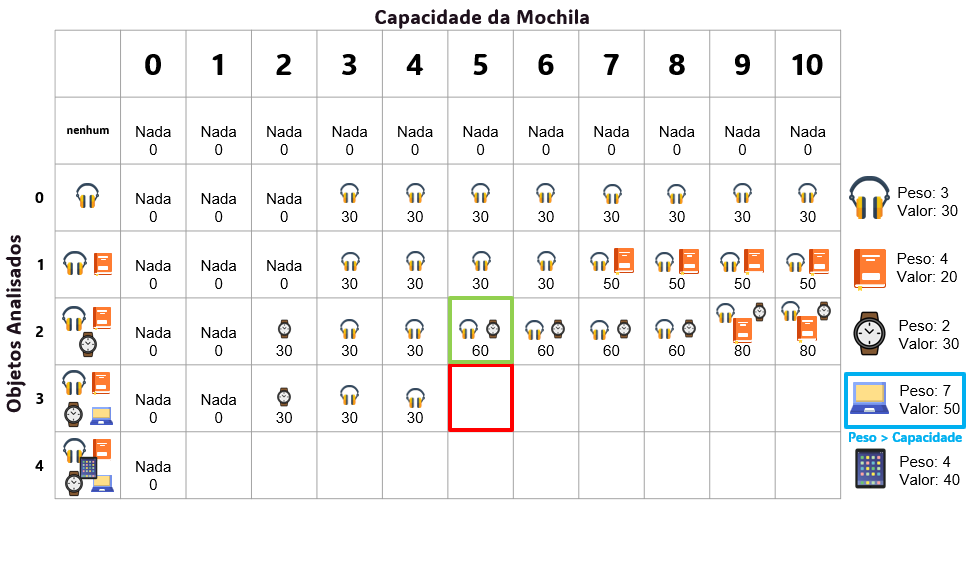 Capacidade da Mochila
0 1 2 3 4 5 6 7 8 9 10
nenhum
Nada Nada Nada Nada Nada Nada Nada Nada Nada Nada Nada
0 0 0 0 0 0 0 0 0 0 0
Objetos Analisados
0
Nada Nada Nada
0 0 0 30 30 30 30 30 30 30 30
Peso: 3
Valor: 30
1
Nada Nada Nada
0 0 0 30 30 30 30 50 50 50 50
Peso: 4
Valor: 20
2
Nada Nada
0 0 30 30 30 60 60 60 60 80 80
Peso: 2
Valor: 30
3
Nada Nada
0 0 30 30 30
Peso: 7
Valor: 50
Peso > Capacidade
4
Nada
0
Peso: 4
Valor: 40